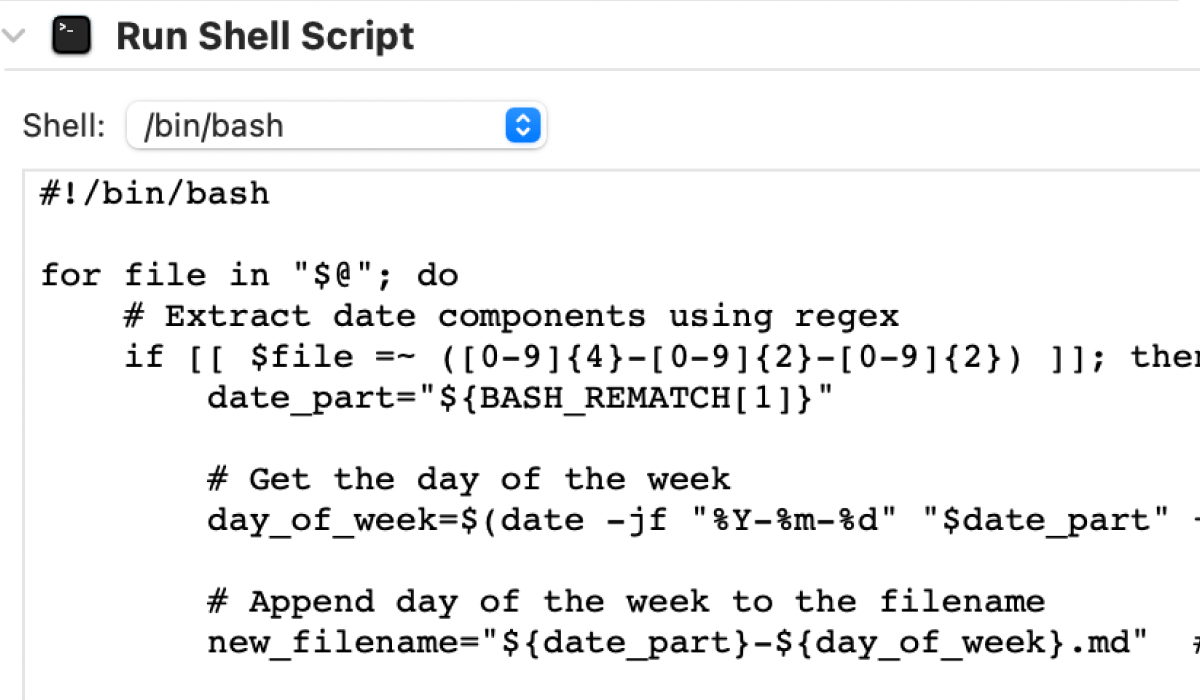 Run Shell Script
Shell: /bin/bash
#!/bin/bash
for file in "$@"; do
# Extract date components using regex
if [[ $file =~ ([0-9]{4}-[0-9]{2}-[0-9]{2}) ]]; then
date_part="${BASH_REMATCH[1]}"
# Get the day of the week
day_of_week=$(date -jf "%Y-%m-%d" "$date_part"
# Append day of the week to the filename
new_filename="${date_part}-${day_of_week}.md"